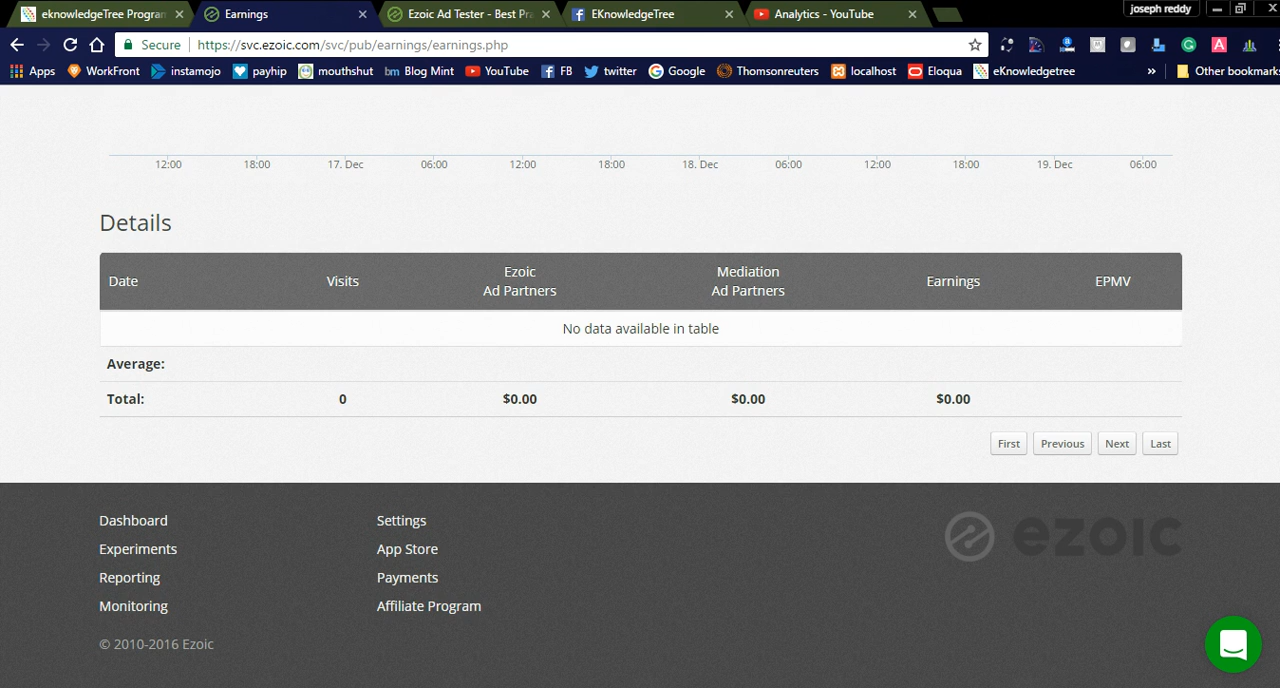 eknowledgeTree Program
Earnings
Ezoic Ad Tester - Best Pra
EKnowledgeTree
Analytics - YouTube
joseph reddy
Secure
https://svc.ezoic.com/svc/pub/earnings/earnings.php
Apps
WorkFront
instamojo
payhip
mouthshut
bm Blog Mint
YouTube
FB
twitter
Google
Thomsonreuters
localhost
Eloqua
eKnowledgetree
»
Other bookmarks
12:00 18:00 17. Dec 06:00 12:00 18:00 18. Dec 06:00 12:00 18:00 19. Dec 06:00
Details
Date Visits Ezoic Ad Partners Mediation Ad Partners Earnings EPMV
No data available in table
Average:
Total: 0 $0.00 $0.00 $0.00
First Previous Next Last
Dashboard Settings
Experiments App Store
Reporting Payments
Monitoring Affiliate Program
© 2010-2016 Ezoic
ezoic